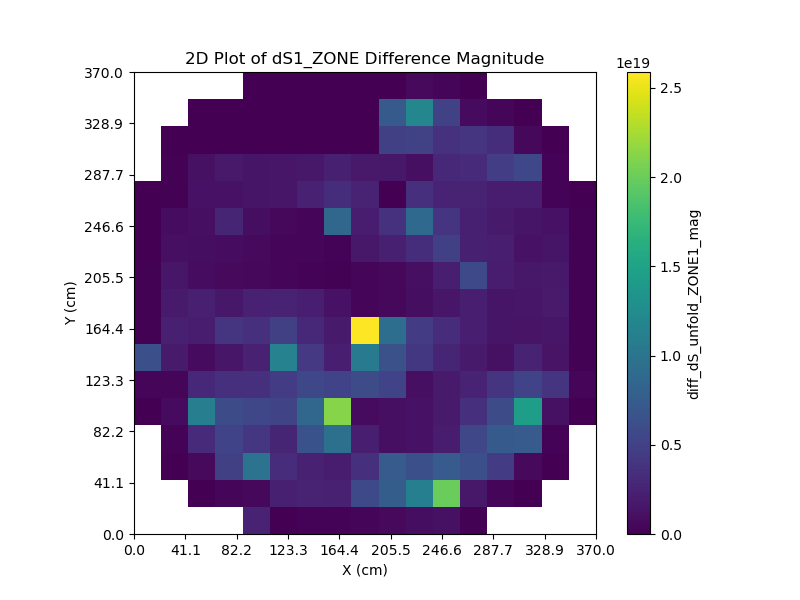 2D Plot of dS1_ZONE Difference Magnitude
1e19
370.0
328.9
287.7
246.6
205.5
164.4
123.3
82.2
41.1
0.0
Y (cm)
0.0 41.1 82.2 123.3 164.4 205.5 246.6 287.7 328.9 370.0
X (cm)
2.5
2.0
1.5
1.0
0.5
0.0
diff_dS_unfold_ZONE1_mag